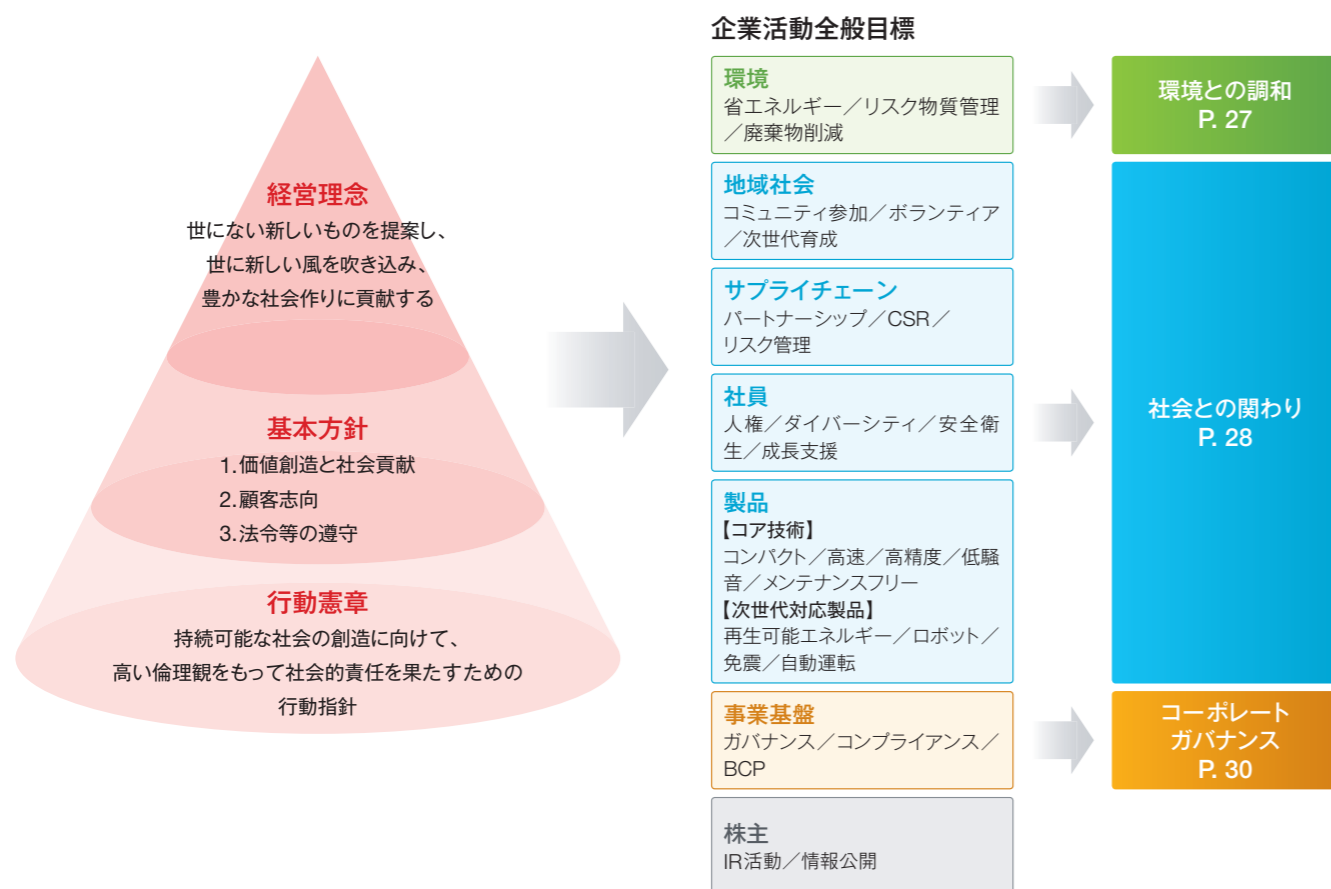 経営理念
世にない新しいものを提案し、
世に新しい風を吹き込み、
豊かな社会作りに貢献する
基本方針
1.価値創造と社会貢献
2.顧客志向
3.法令等の遵守
行動憲章
持続可能な社会の創造に向けて、
高い倫理観をもって社会的責任を果たすための
行動指針
企業活動全般目標
環境
省エネルギー／リスク物質管理
／廃棄物削減
環境との調和
P. 27
地域社会
コミュニティ参加／ボランティア
／次世代育成
サプライチェーン
パートナーシップ／CSR／
リスク管理
社員
人権／ダイバーシティ／安全衛
生／成長支援
製品
【コア技術】
コンパクト／高速／高精度／低騒
音／メンテナンスフリー
【次世代対応製品】
再生可能エネルギー／ロボット／
免震／自動運転
社会との関わり
P. 28
事業基盤
ガバナンス／コンプライアンス／
BCP
コーポレート
ガバナンス
P. 30
株主
IR活動／情報公開